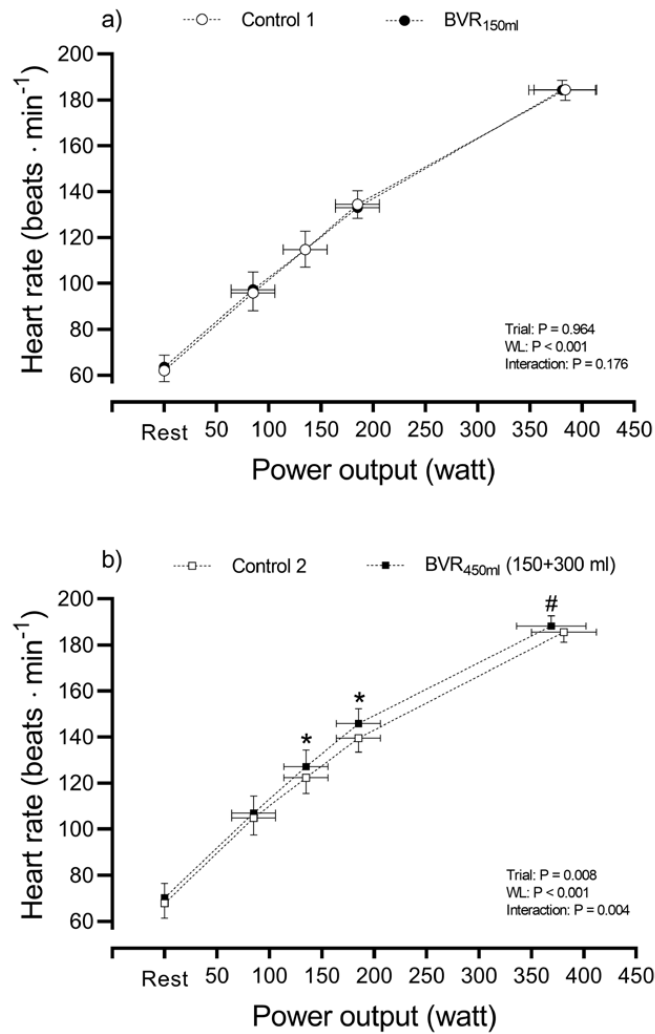 a)
Control 1 BVR150ml
200
180
160
140
120
100
80
60
Heart rate (beats · min⁻¹)
Trial: P = 0.964
WL: P < 0.001
Interaction: P = 0.176
Rest 50 100 150 200 250 300 350 400 450
Power output (watt)
b)
Control 2 BVR450ml (150+300 ml)
200
180
160
140
120
100
80
60
Heart rate (beats · min⁻¹)
* * #
Trial: P = 0.008
WL: P < 0.001
Interaction: P = 0.004
Rest 50 100 150 200 250 300 350 400 450
Power output (watt)